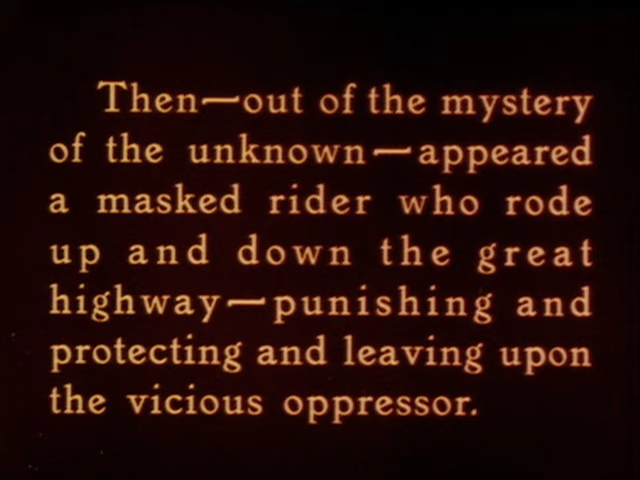 Then—out of the mystery
of the unknown—appeared
a masked rider who rode
up and down the great
highway—punishing and
protecting and leaving upon
the vicious oppressor.